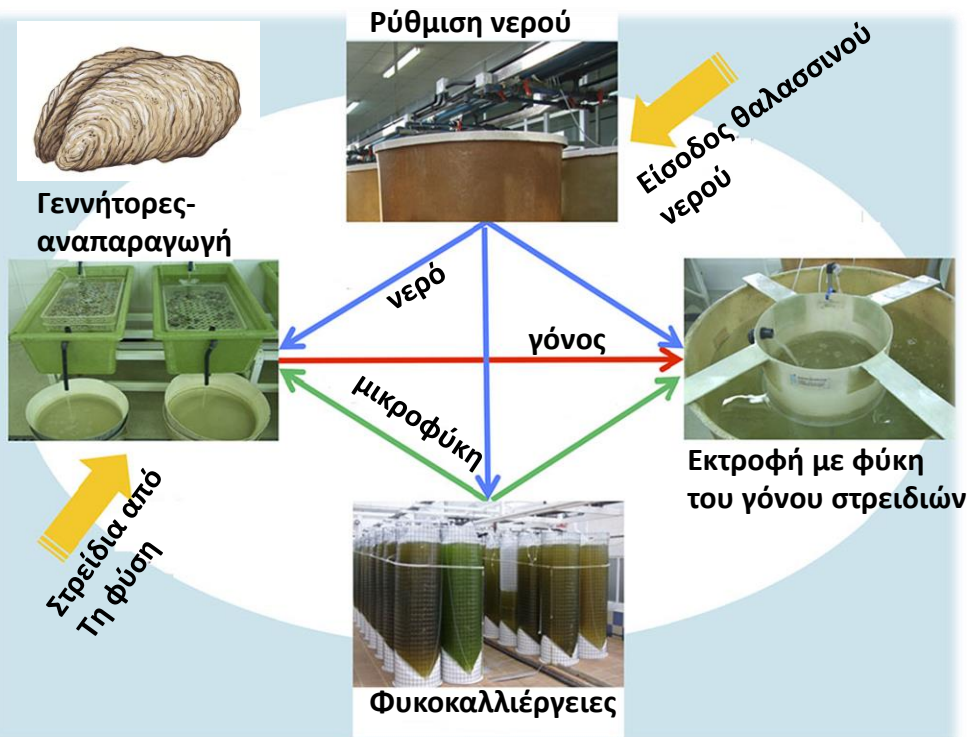 Ρύθμιση νερού
Είσοδος θαλασσινού
νερού
Γεννήτορες-
αναπαραγωγή
νερό
γόνος
μικροφύκη
Εκτροφή με φύκη
του γόνου στρειδιών
Στρείδια από
Τη φύση
Φυκοκαλλιέργειες